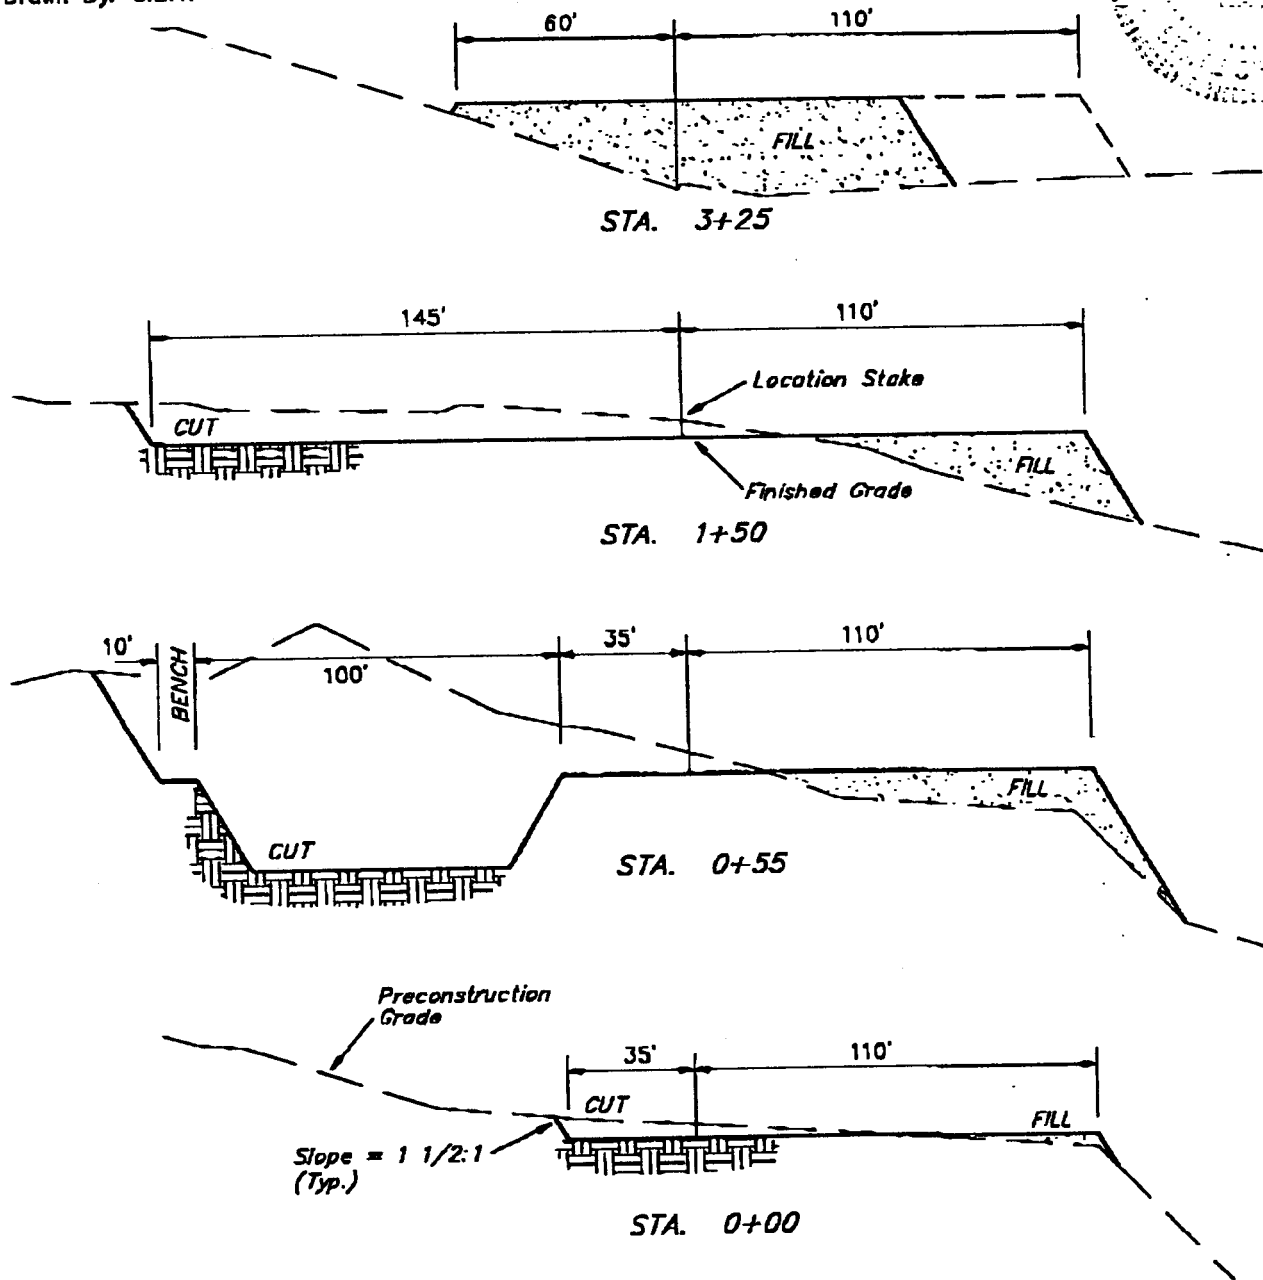 60' 110'
FILL
STA. 3+25
145' 110'
Location Stake
CUT
FILL
Finished Grade
STA. 1+50
10' 35' 110'
BENCH
100'
FILL
CUT
STA. 0+55
Preconstruction
Grade
35' 110'
CUT
FILL
Slope = 1 1/2:1
(Typ.)
STA. 0+00